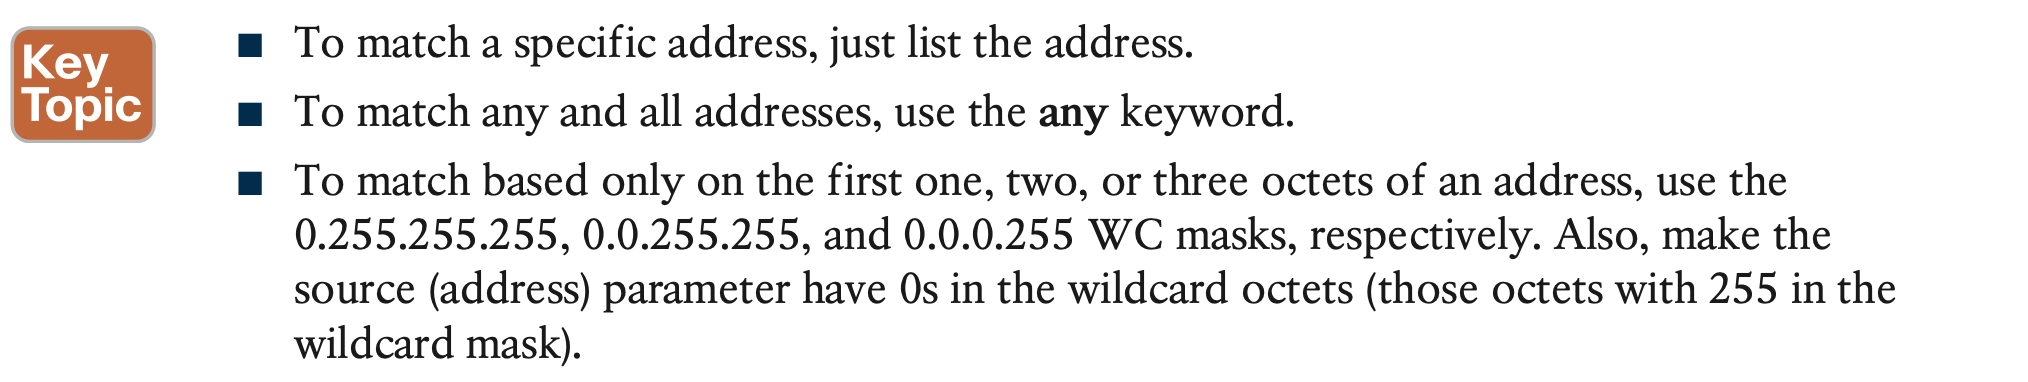 Key
Topic
■ To match a specific address, just list the address.
■ To match any and all addresses, use the any keyword.
■ To match based only on the first one, two, or three octets of an address, use the
0.255.255.255, 0.0.255.255, and 0.0.0.255 WC masks, respectively. Also, make the
source (address) parameter have 0s in the wildcard octets (those octets with 255 in the
wildcard mask).